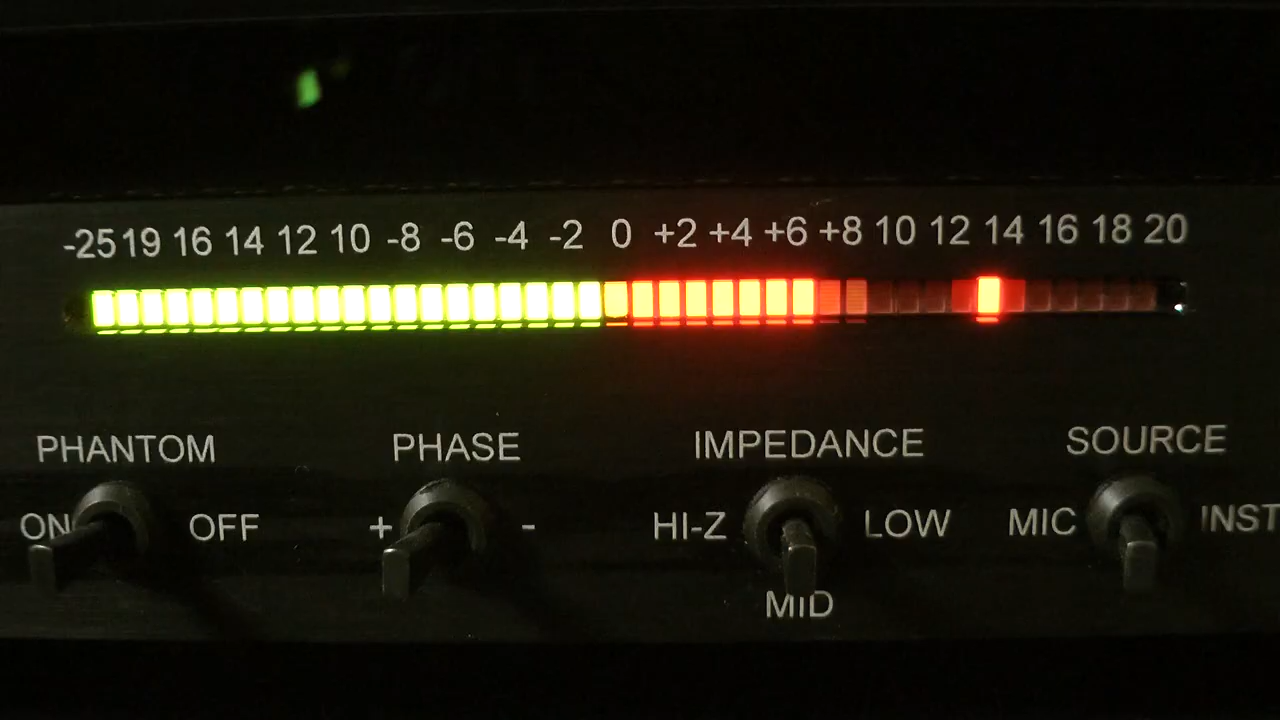 -25 19 16 14 12 10 -8 -6 -4 -2 0 +2 +4 +6 +8 10 12 14 16 18 20
PHANTOM PHASE IMPEDANCE SOURCE
ON OFF + - HI-Z LOW MIC INST
MID